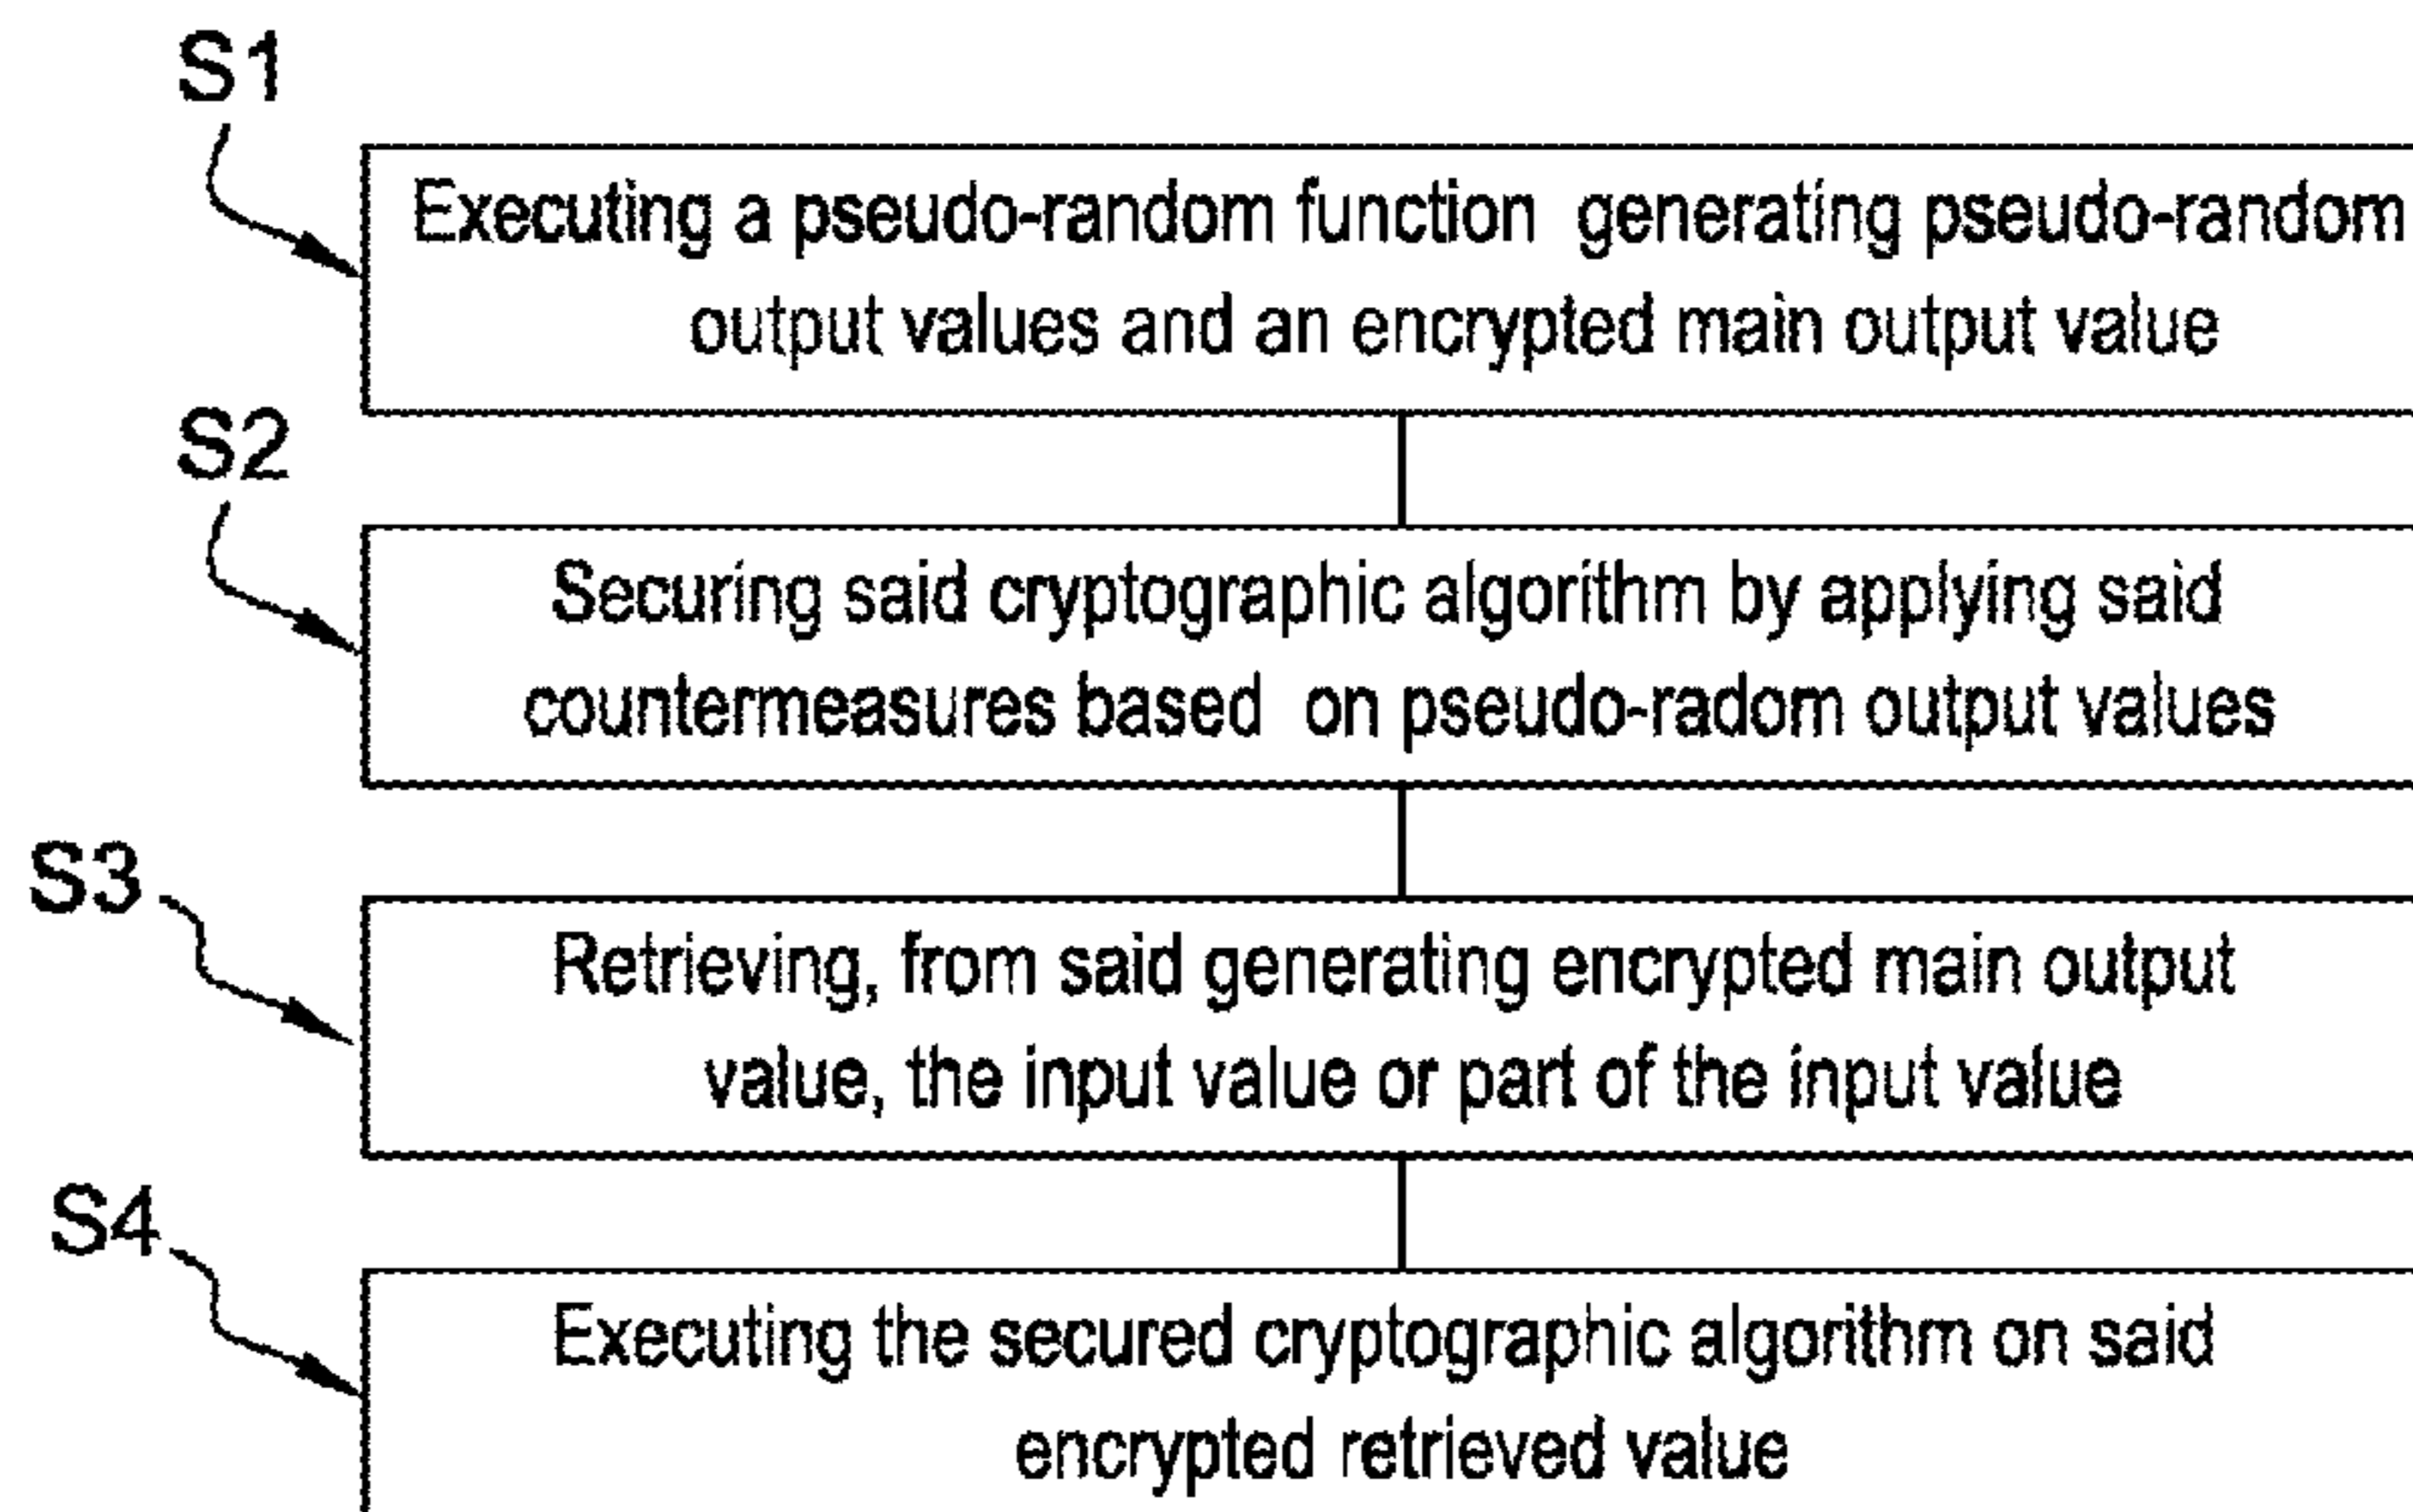 S1
Executing a pseudo-random function generating pseudo-random
output values and an encrypted main output value
S2
Securing said cryptographic algorithm by applying said
countermeasures based on pseudo-radom output values
S3
Retrieving, from said generating encrypted main output
value, the input value or part of the input value
S4
Executing the secured cryptographic algorithm on said
encrypted retrieved value